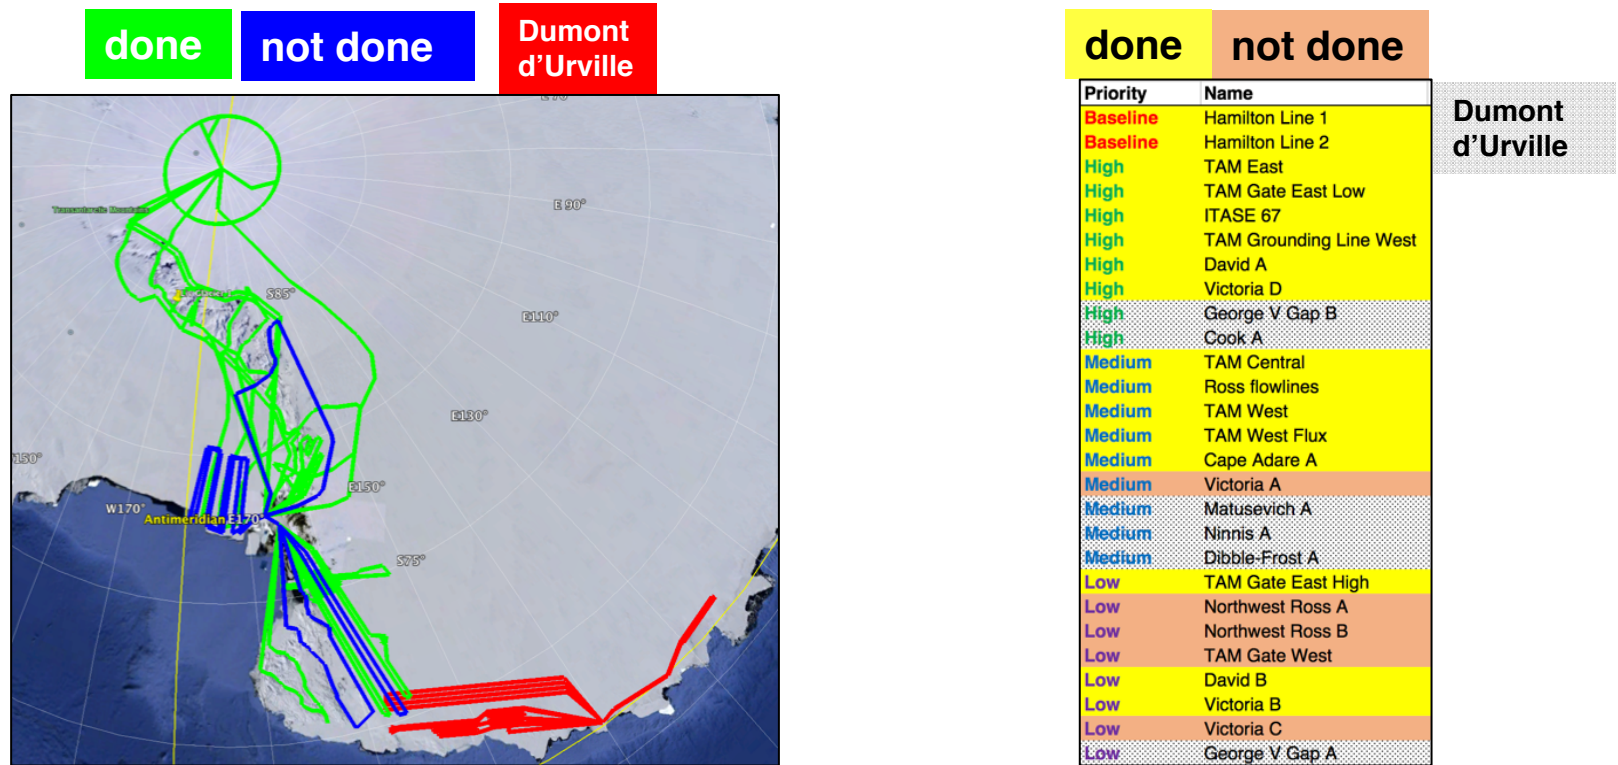 done
not done
Dumont
d'Urville
Transantarctic Mountains
E 90°
S85°
E110°
E130°
150°
E150°
W170°
Antimeridian E170°
S75°
done
not done
Dumont
d'Urville
Priority Name
Baseline Hamilton Line 1
Baseline Hamilton Line 2
High TAM East
High TAM Gate East Low
High ITASE 67
High TAM Grounding Line West
High David A
High Victoria D
High George V Gap B
High Cook A
Medium TAM Central
Medium Ross flowlines
Medium TAM West
Medium TAM West Flux
Medium Cape Adare A
Medium Victoria A
Medium Matusevich A
Medium Ninnis A
Medium Dibble-Frost A
Low TAM Gate East High
Low Northwest Ross A
Low Northwest Ross B
Low TAM Gate West
Low David B
Low Victoria B
Low Victoria C
Low George V Gap A